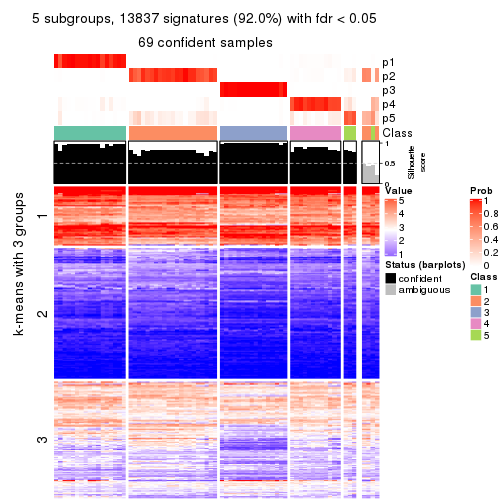 5 subgroups, 13837 signatures (92.0%) with fdr < 0.05
69 confident samples
p1
p2
p3
p4
p5
Class
1
0.5
0
Silhouette
score
k-means with 3 groups
1
2
3
Value
5
4
3
2
1
Status (barplots)
confident
ambiguous
Prob
1
0.8
0.6
0.4
0.2
0
Class
1
2
3
4
5